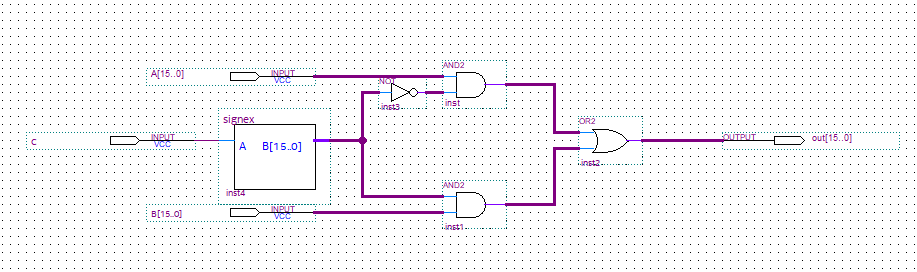 AND2
A[15..0]
INPUT
VCC
NOT
inst3
inst
signex
OR2
C
INPUT
VCC
A
B[15..0]
OUTPUT
out[15..0]
inst2
inst4
AND2
B[15..0]
INPUT
VCC
inst1